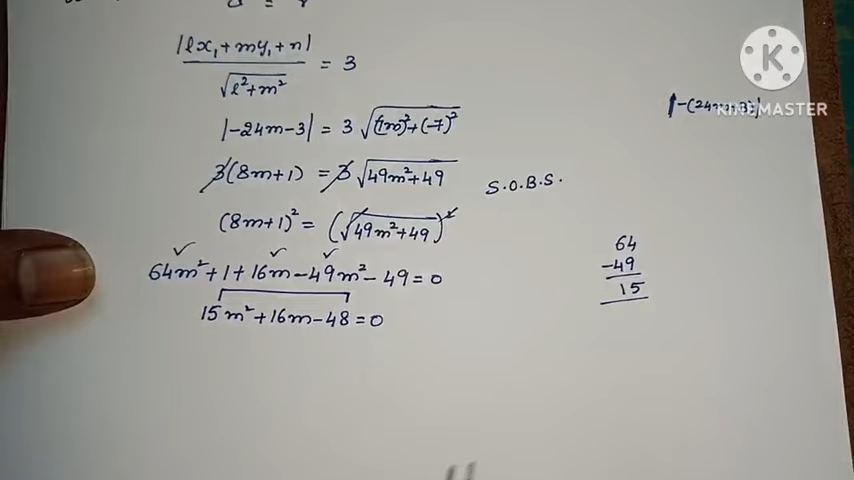 |lx₁ + my₁ + n| / √(l² + m²) = 3
|-24m-3| = 3 √((7m)² + (-7)²)
3(8m+1) = 3 √(49m²+49)
S.O.B.S.
(8m+1)² = (√(49m²+49))²
64m² + 1 + 16m - 49m² - 49 = 0
15m² + 16m - 48 = 0
64
-49
15
KINEMASTER